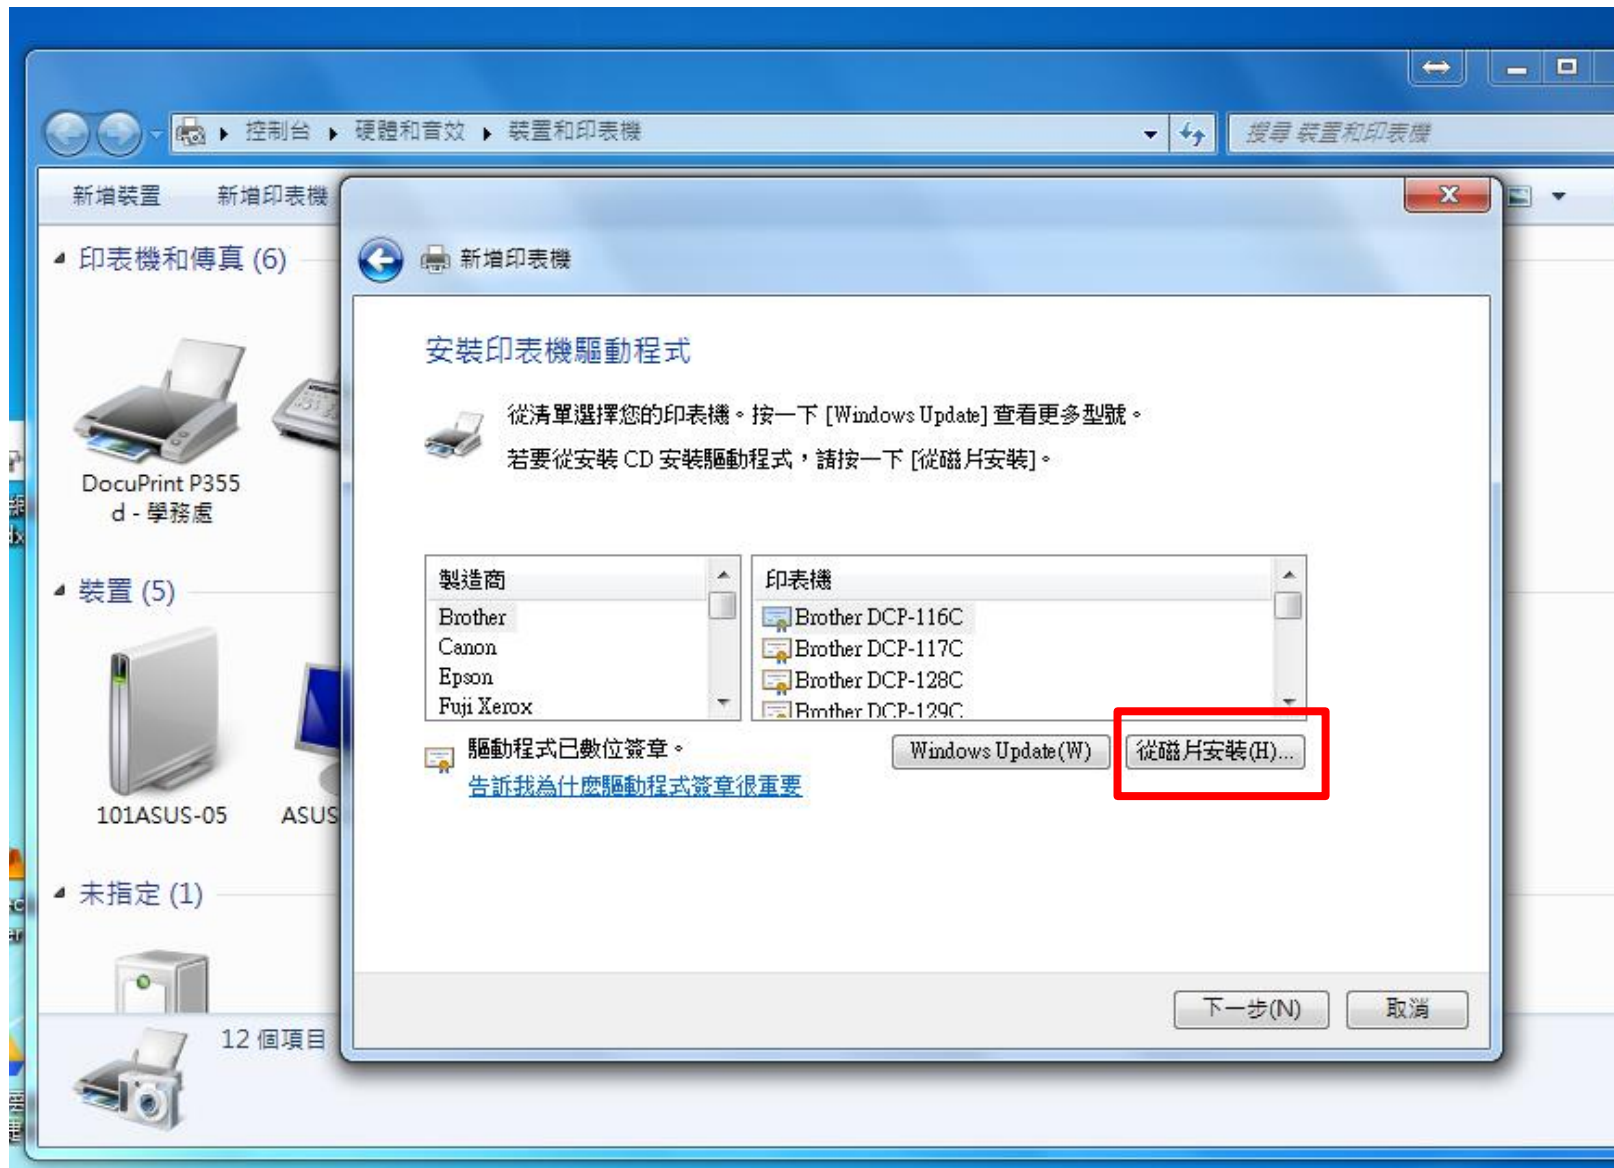 控制台 ▶ 硬體和音效 ▶ 裝置和印表機
搜尋 裝置和印表機
新增裝置 新增印表機
印表機和傳真 (6)
DocuPrint P355
d - 學務處
裝置 (5)
101ASUS-05
ASUS
未指定 (1)
12 個項目
新增印表機
安裝印表機驅動程式
從清單選擇您的印表機。按一下 [Windows Update] 查看更多型號。
若要從安裝 CD 安裝驅動程式，請按一下 [從磁片安裝]。
製造商
Brother
Canon
Epson
Fuji Xerox
印表機
Brother DCP-116C
Brother DCP-117C
Brother DCP-128C
Brother DCP-129C
驅動程式已數位簽章。
告訴我為什麼驅動程式簽章很重要
Windows Update(W)
從磁片安裝(H)...
下一步(N)
取消